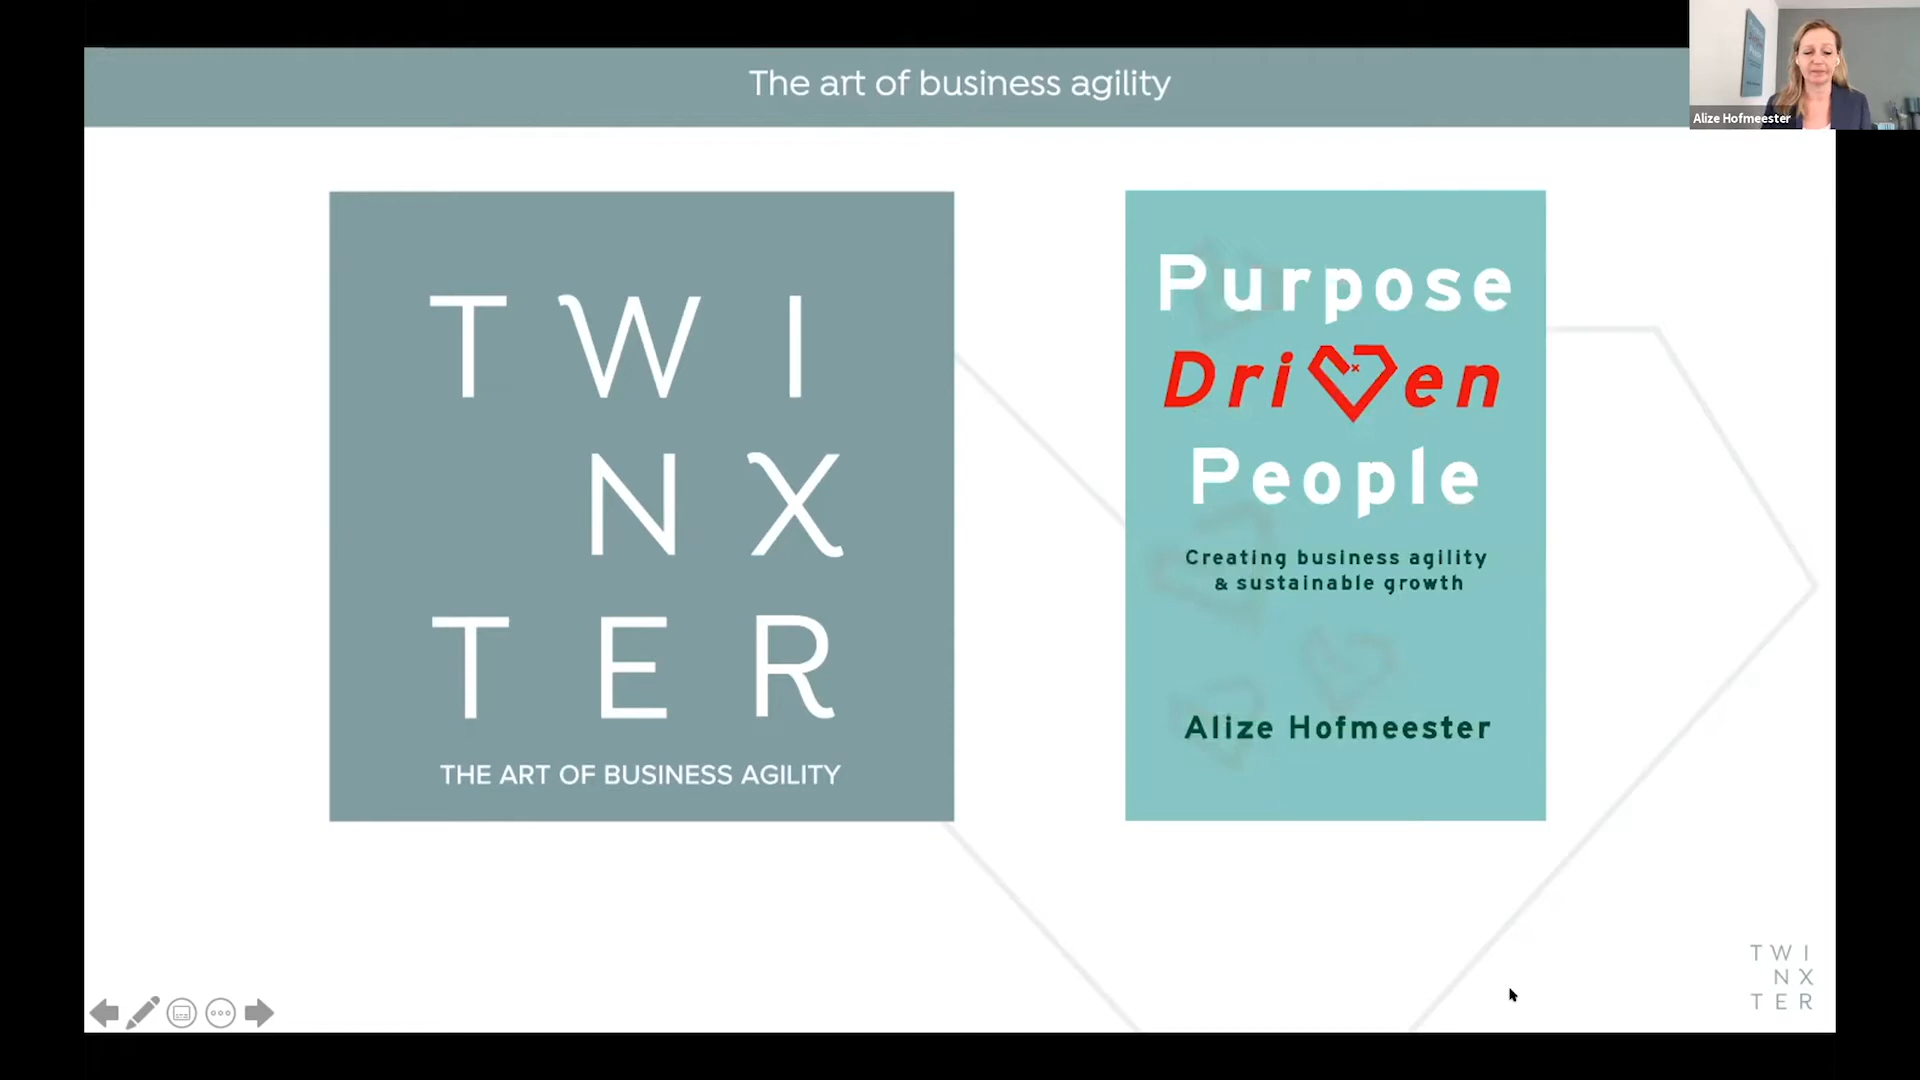 The art of business agility
Alize Hofmeester
T W I
N X
T E R
THE ART OF BUSINESS AGILITY
Purpose
Driven
People
Creating business agility
& sustainable growth
Alize Hofmeester
T W I
N X
T E R